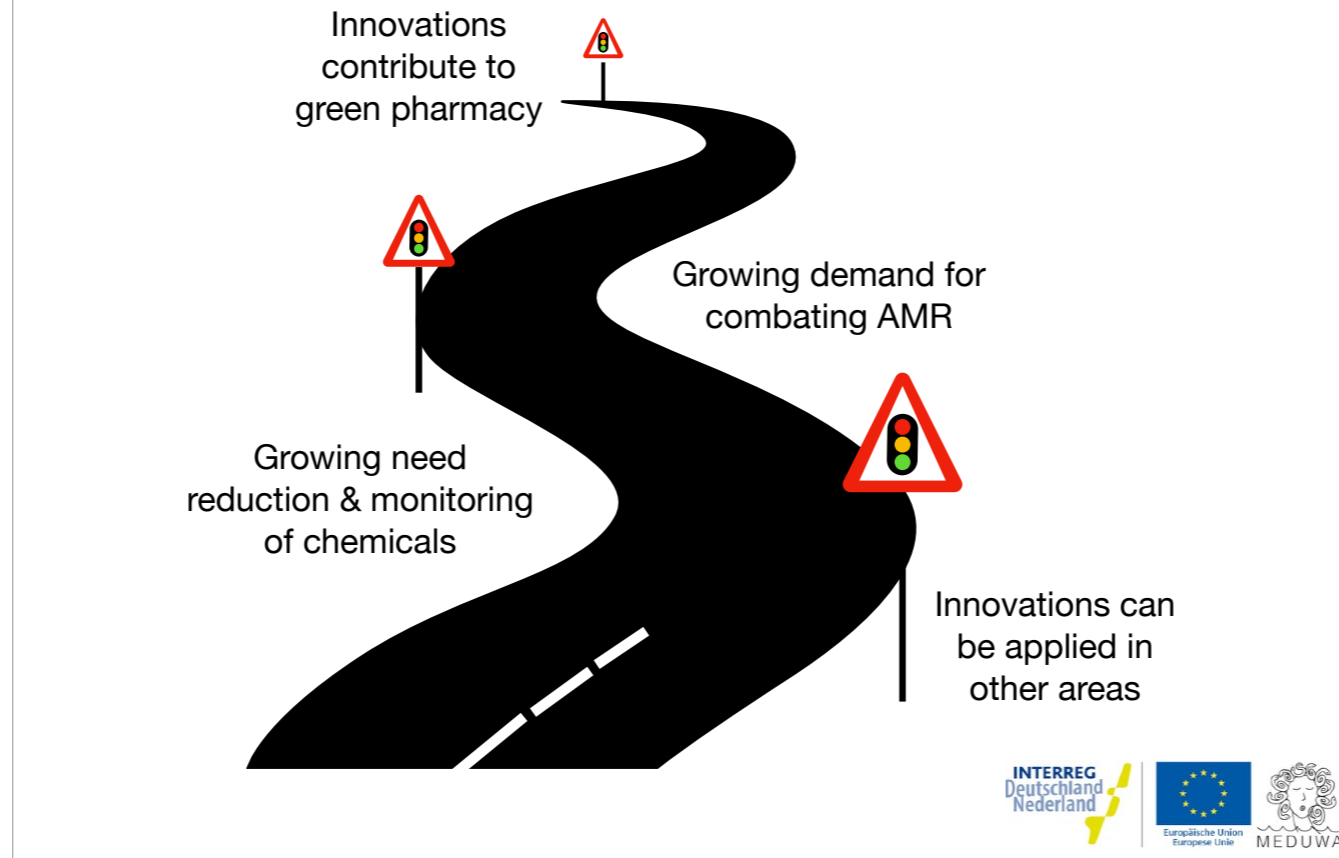 Innovations
contribute to
green pharmacy
Growing demand for
combating AMR
Growing need
reduction & monitoring
of chemicals
Innovations can
be applied in
other areas
INTERREG
Deutschland
Nederland
Europäische Union
Europese Unie
MEDUWA